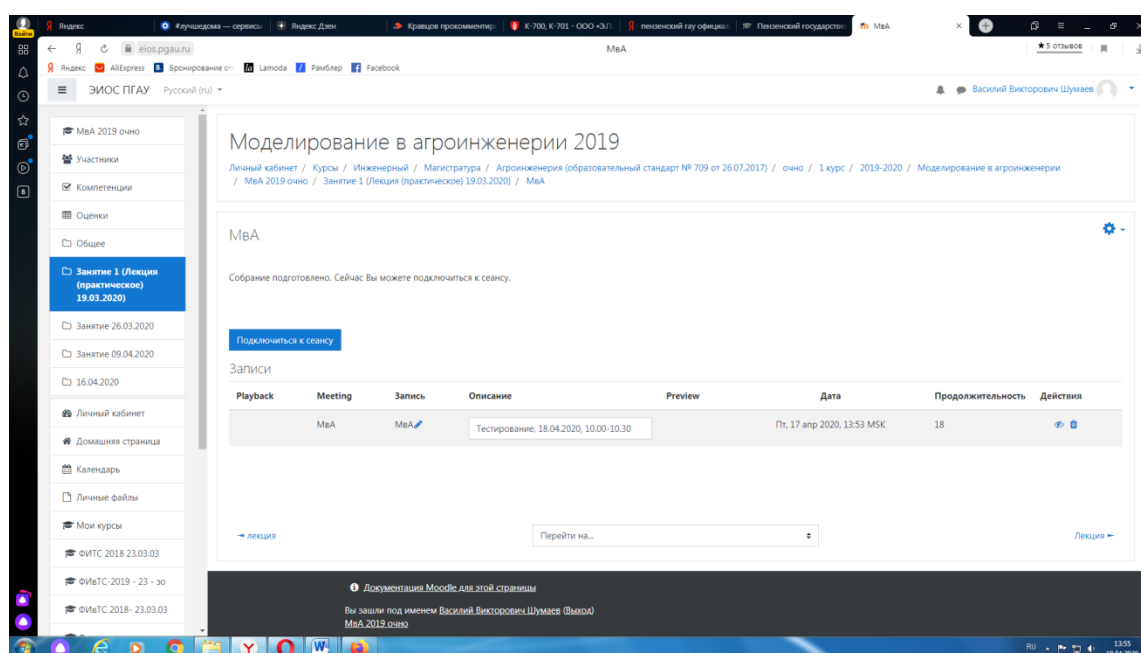 Войти
Яндекс
#лучшедома — сервисы
Яндекс Дзен
Кравцов прокомментиро
К-700, К-701 - ООО «Э.П.
пензенский гау официал
Пензенский государстве
МвА
eios.pgau.ru
МвА
★5 отзывов
Яндекс AliExpress Бронирование от Lamoda Рамблер Facebook
ЭИОС ПГАУ Русский (ru)
Василий Викторович Шумаев
МвА 2019 очно
Участники
Компетенции
Оценки
Общее
Занятие 1 (Лекция
(практическое)
19.03.2020)
Занятие 26.03.2020
Занятие 09.04.2020
16.04.2020
Личный кабинет
Домашняя страница
Календарь
Личные файлы
Мои курсы
ФИТС 2018 23.03.03
ФИвТС-2019 - 23 - зо
ФИвТС 2018- 23.03.03
Моделирование в агроинженерии 2019
Личный кабинет / Курсы / Инженерный / Магистратура / Агроинженерия (образовательный стандарт № 709 от 26.07.2017) / очно / 1 курс / 2019-2020 / Моделирование в агроинженерии
/ МвА 2019 очно / Занятие 1 (Лекция (практическое) 19.03.2020) / МвА
МвА
Собрание подготовлено. Сейчас Вы можете подключиться к сеансу.
Подключиться к сеансу
Записи
Playback Meeting Запись Описание Preview Дата Продолжительность Действия
МвА МвА Тестирование, 18.04.2020, 10.00-10.30 Пт, 17 апр 2020, 13:53 MSK 18
◄ лекция
Перейти на...
Лекция ►
Документация Moodle для этой страницы
Вы зашли под именем Василий Викторович Шумаев (Выход)
МвА 2019 очно
RU
13:55